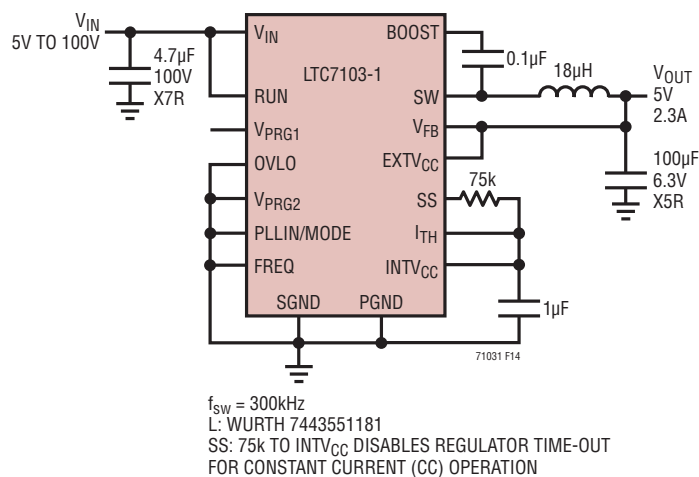 VIN
5V TO 100V
4.7µF
100V
X7R
VIN
RUN
VPRG1
OVLO
VPRG2
PLLIN/MODE
FREQ
SGND
PGND
LTC7103-1
BOOST
SW
VFB
EXTVCC
SS
ITH
INTVCC
0.1µF
18µH
VOUT
5V
2.3A
100µF
6.3V
X5R
75k
1µF
71031 F14
fSW = 300kHz
L: WURTH 7443551181
SS: 75k TO INTVCC DISABLES REGULATOR TIME-OUT
FOR CONSTANT CURRENT (CC) OPERATION